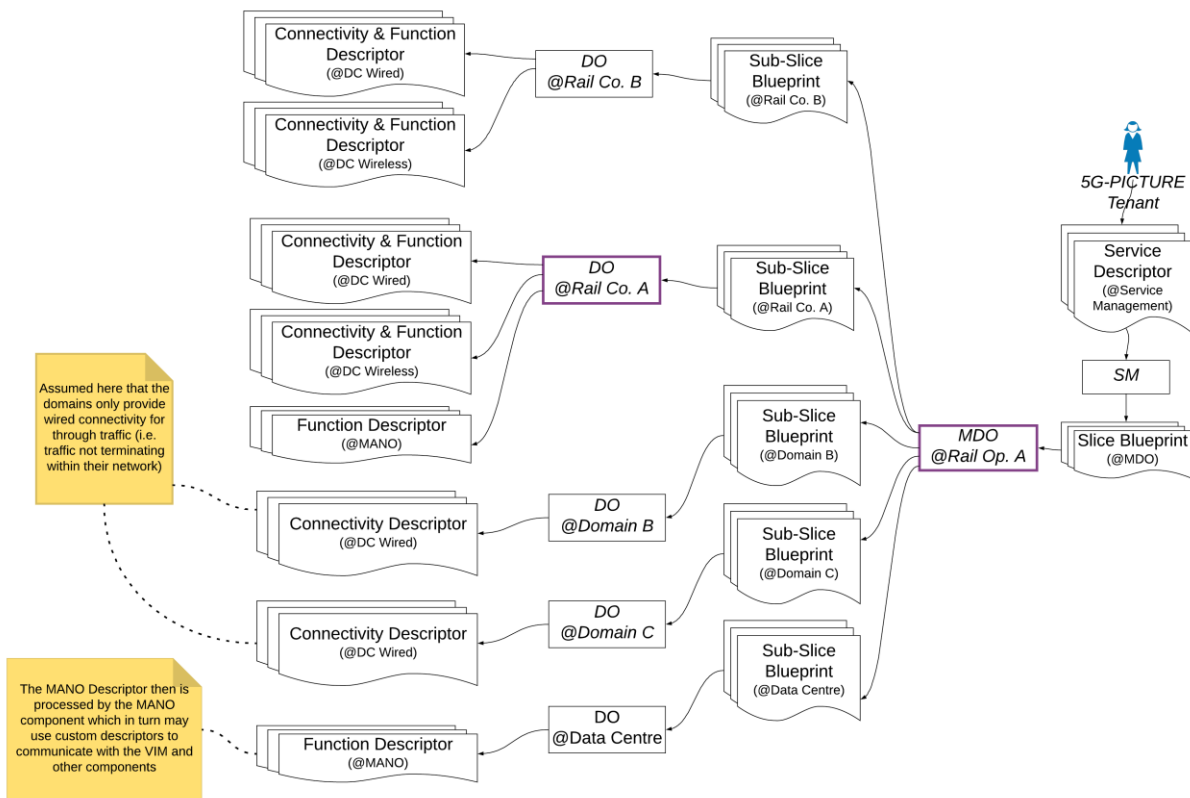 Connectivity & Function
Descriptor
(@DC Wired)
Connectivity & Function
Descriptor
(@DC Wireless)
DO
@Rail Co. B
Sub-Slice
Blueprint
(@Rail Co. B)
5G-PICTURE
Tenant
Service
Descriptor
(@Service
Management)
SM
Slice Blueprint
(@MDO)
MDO
@Rail Op. A
Connectivity & Function
Descriptor
(@DC Wired)
Connectivity & Function
Descriptor
(@DC Wireless)
Function Descriptor
(@MANO)
DO
@Rail Co. A
Sub-Slice
Blueprint
(@Rail Co. A)
Assumed here that the
domains only provide
wired connectivity for
through traffic (i.e.
traffic not terminating
within their network)
Connectivity Descriptor
(@DC Wired)
DO
@Domain B
Sub-Slice
Blueprint
(@Domain B)
Connectivity Descriptor
(@DC Wired)
DO
@Domain C
Sub-Slice
Blueprint
(@Domain C)
The MANO Descriptor then is
processed by the MANO
component which in turn may
use custom descriptors to
communicate with the VIM and
other components
Function Descriptor
(@MANO)
DO
@Data Centre
Sub-Slice
Blueprint
(@Data Centre)